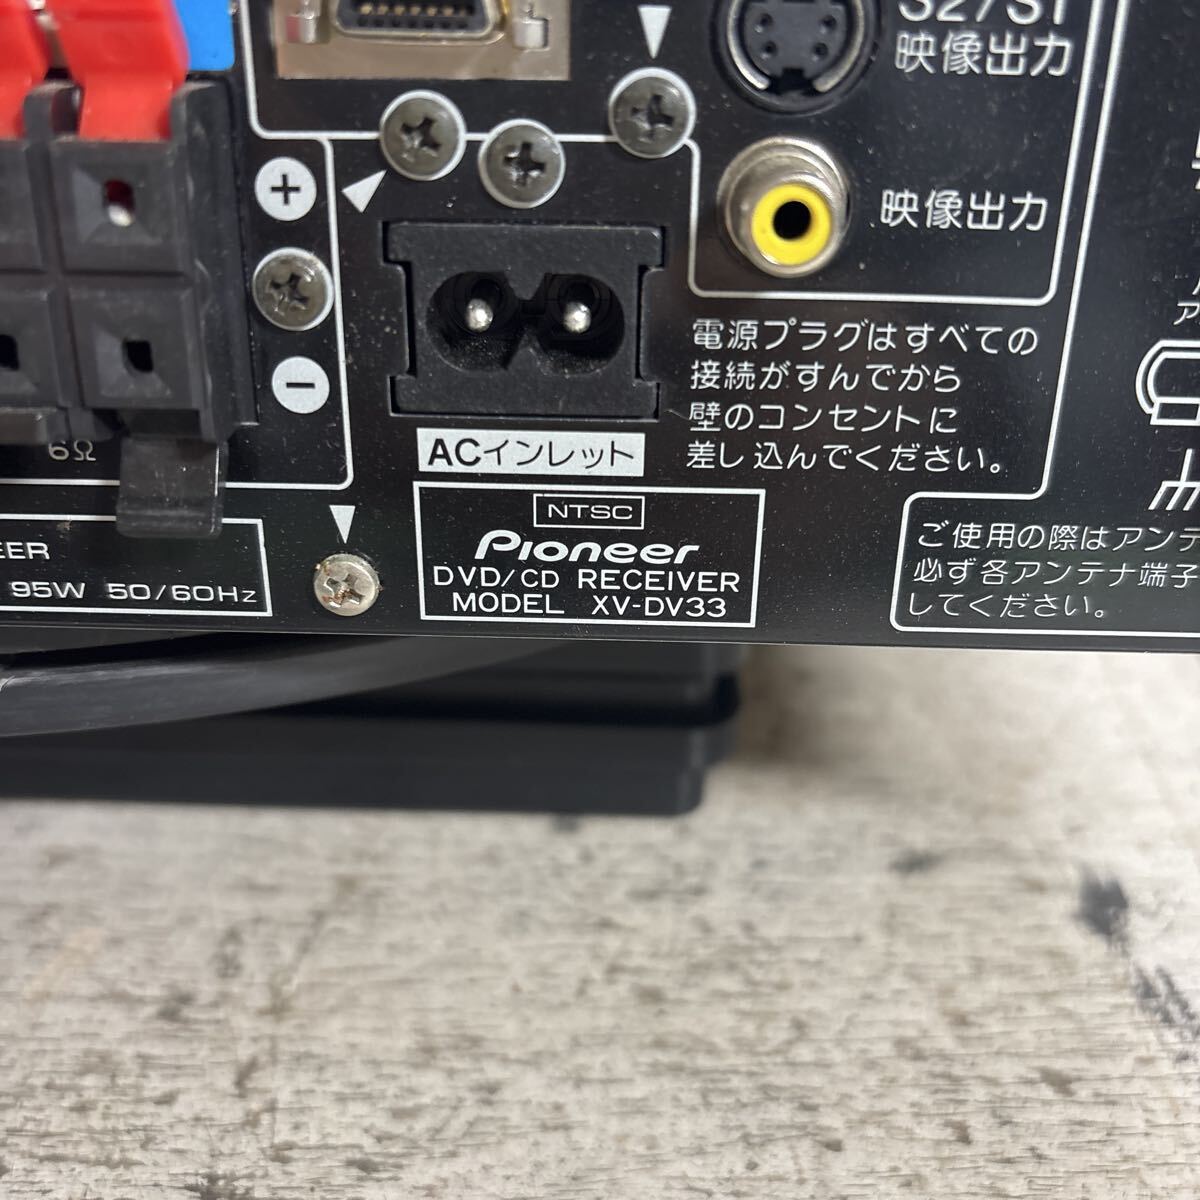 S2/S1
映像出力
映像出力
+
−
6Ω
電源プラグはすべての
接続がすんでから
壁のコンセントに
差し込んでください。
ACインレット
NTSC
Pioneer
DVD/CD RECEIVER
MODEL XV-DV33
EER
95W 50/60Hz
ご使用の際はアンテ
必ず各アンテナ端子
してください。